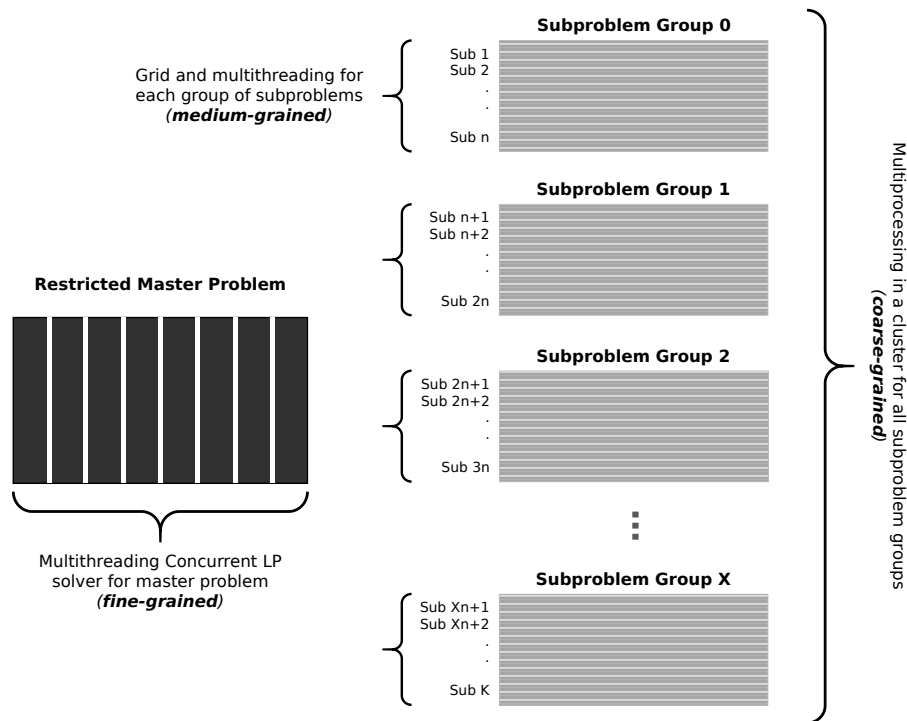 Subproblem Group 0
Sub 1
Sub 2
.
.
Sub n
Grid and multithreading for
each group of subproblems
(medium-grained)
Subproblem Group 1
Sub n+1
Sub n+2
.
.
Sub 2n
Restricted Master Problem
Multithreading Concurrent LP
solver for master problem
(fine-grained)
Subproblem Group 2
Sub 2n+1
Sub 2n+2
.
.
Sub 3n
Subproblem Group X
Sub Xn+1
Sub Xn+2
.
.
Sub K
Multiprocessing in a cluster for all subproblem groups
(coarse-grained)